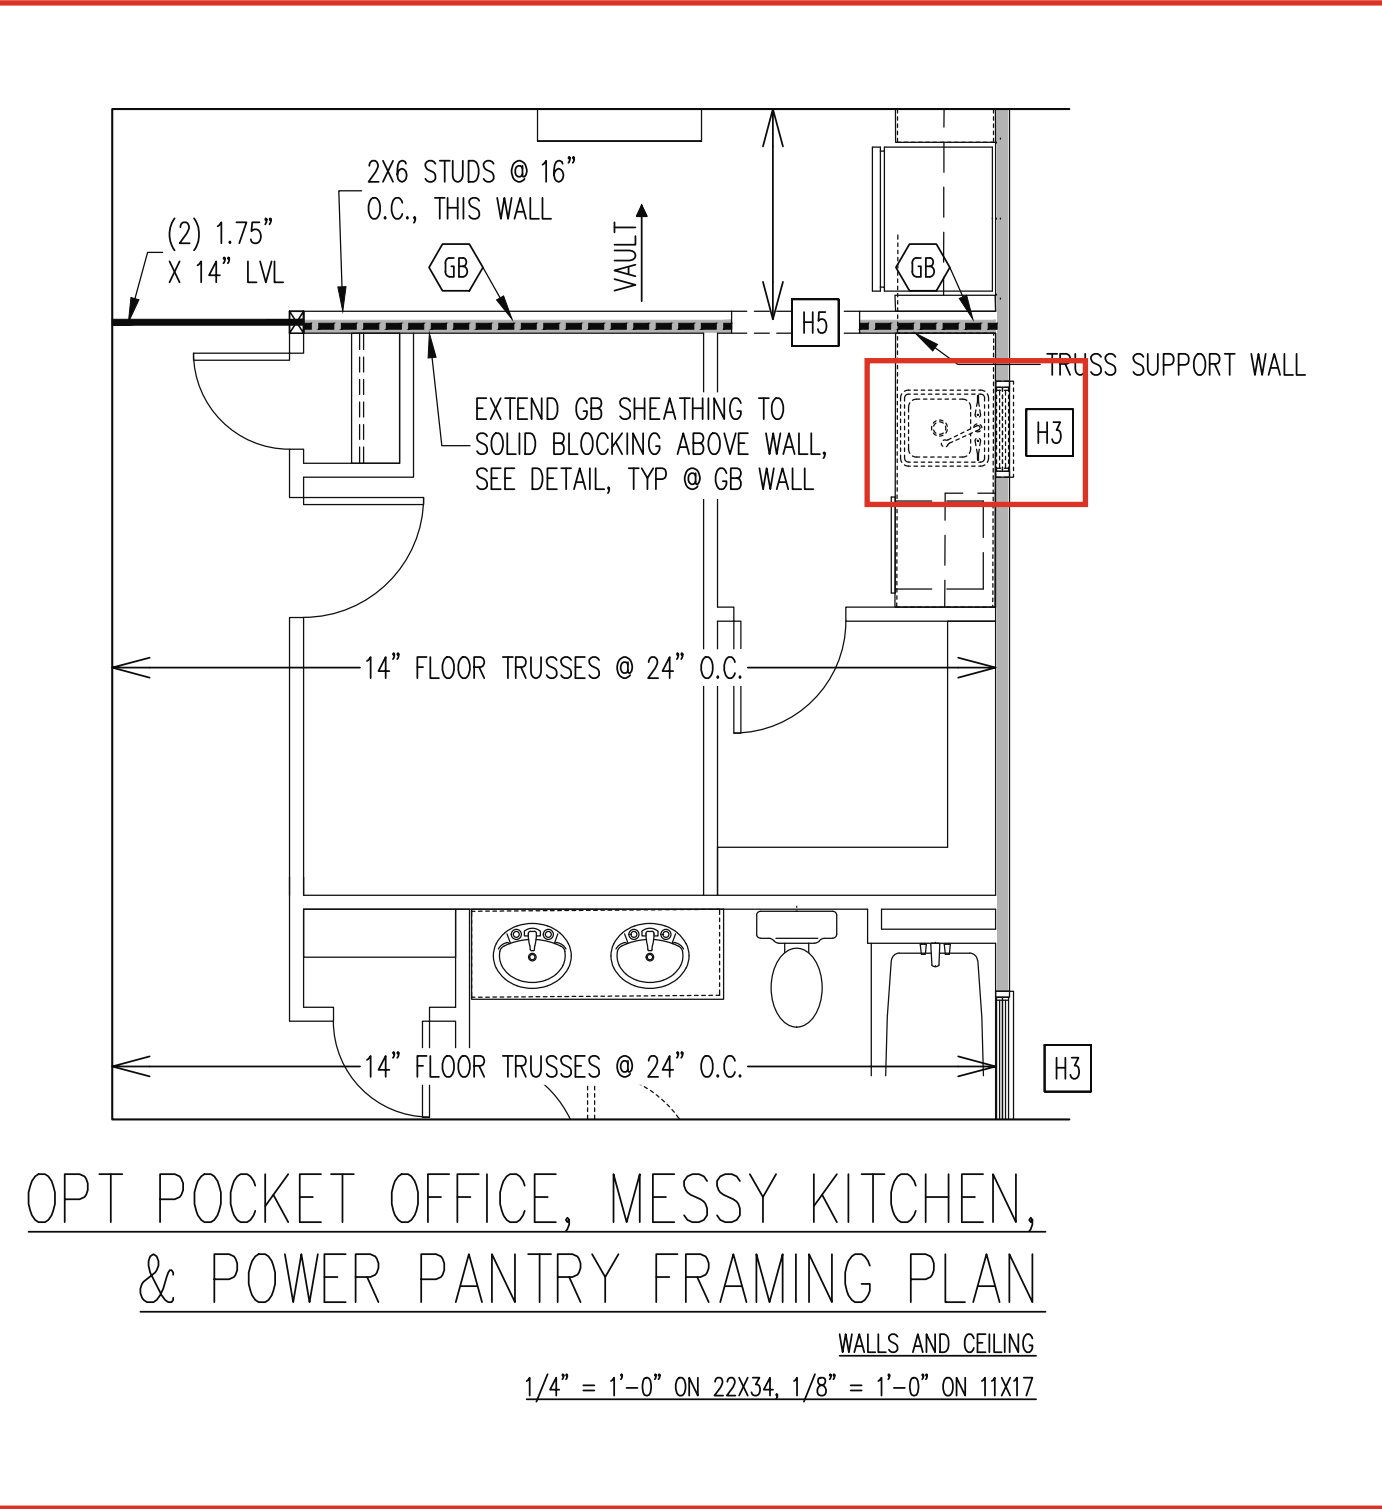 2X6 STUDS @ 16”
O.C., THIS WALL
(2) 1.75”
X 14” LVL
GB
VAULT
GB
H5
TRUSS SUPPORT WALL
EXTEND GB SHEATHING TO
SOLID BLOCKING ABOVE WALL,
SEE DETAIL, TYP @ GB WALL
H3
14” FLOOR TRUSSES @ 24” O.C.
14” FLOOR TRUSSES @ 24” O.C.
H3
OPT POCKET OFFICE, MESSY KITCHEN,
& POWER PANTRY FRAMING PLAN
WALLS AND CEILING
1/4” = 1’-0” ON 22X34, 1/8” = 1’-0” ON 11X17